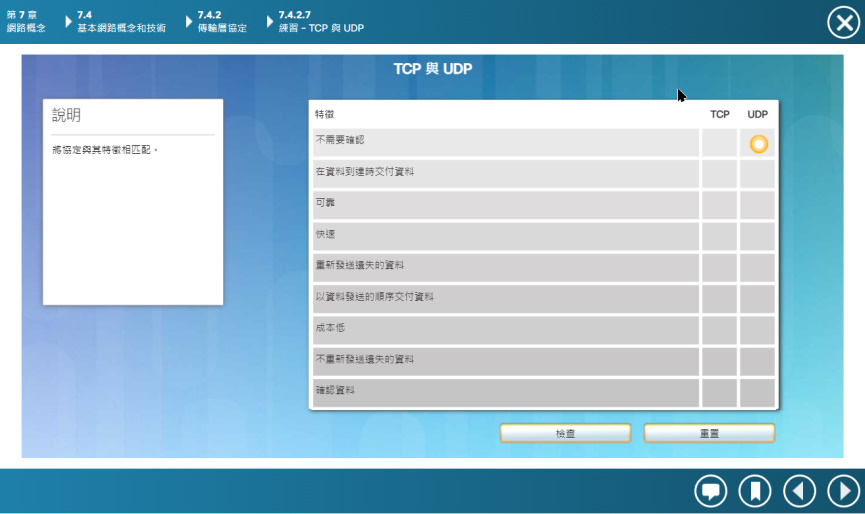 第 7 章
網路概念
7.4
基本網路概念和技術
7.4.2
傳輸層協定
7.4.2.7
練習 – TCP 與 UDP
TCP 與 UDP
說明
將協定與其特徵相匹配。
特徵 TCP UDP
不需要確認
在資料到達時交付資料
可靠
快速
重新發送遺失的資料
以資料發送的順序交付資料
成本低
不重新發送遺失的資料
確認資料
檢查
重置